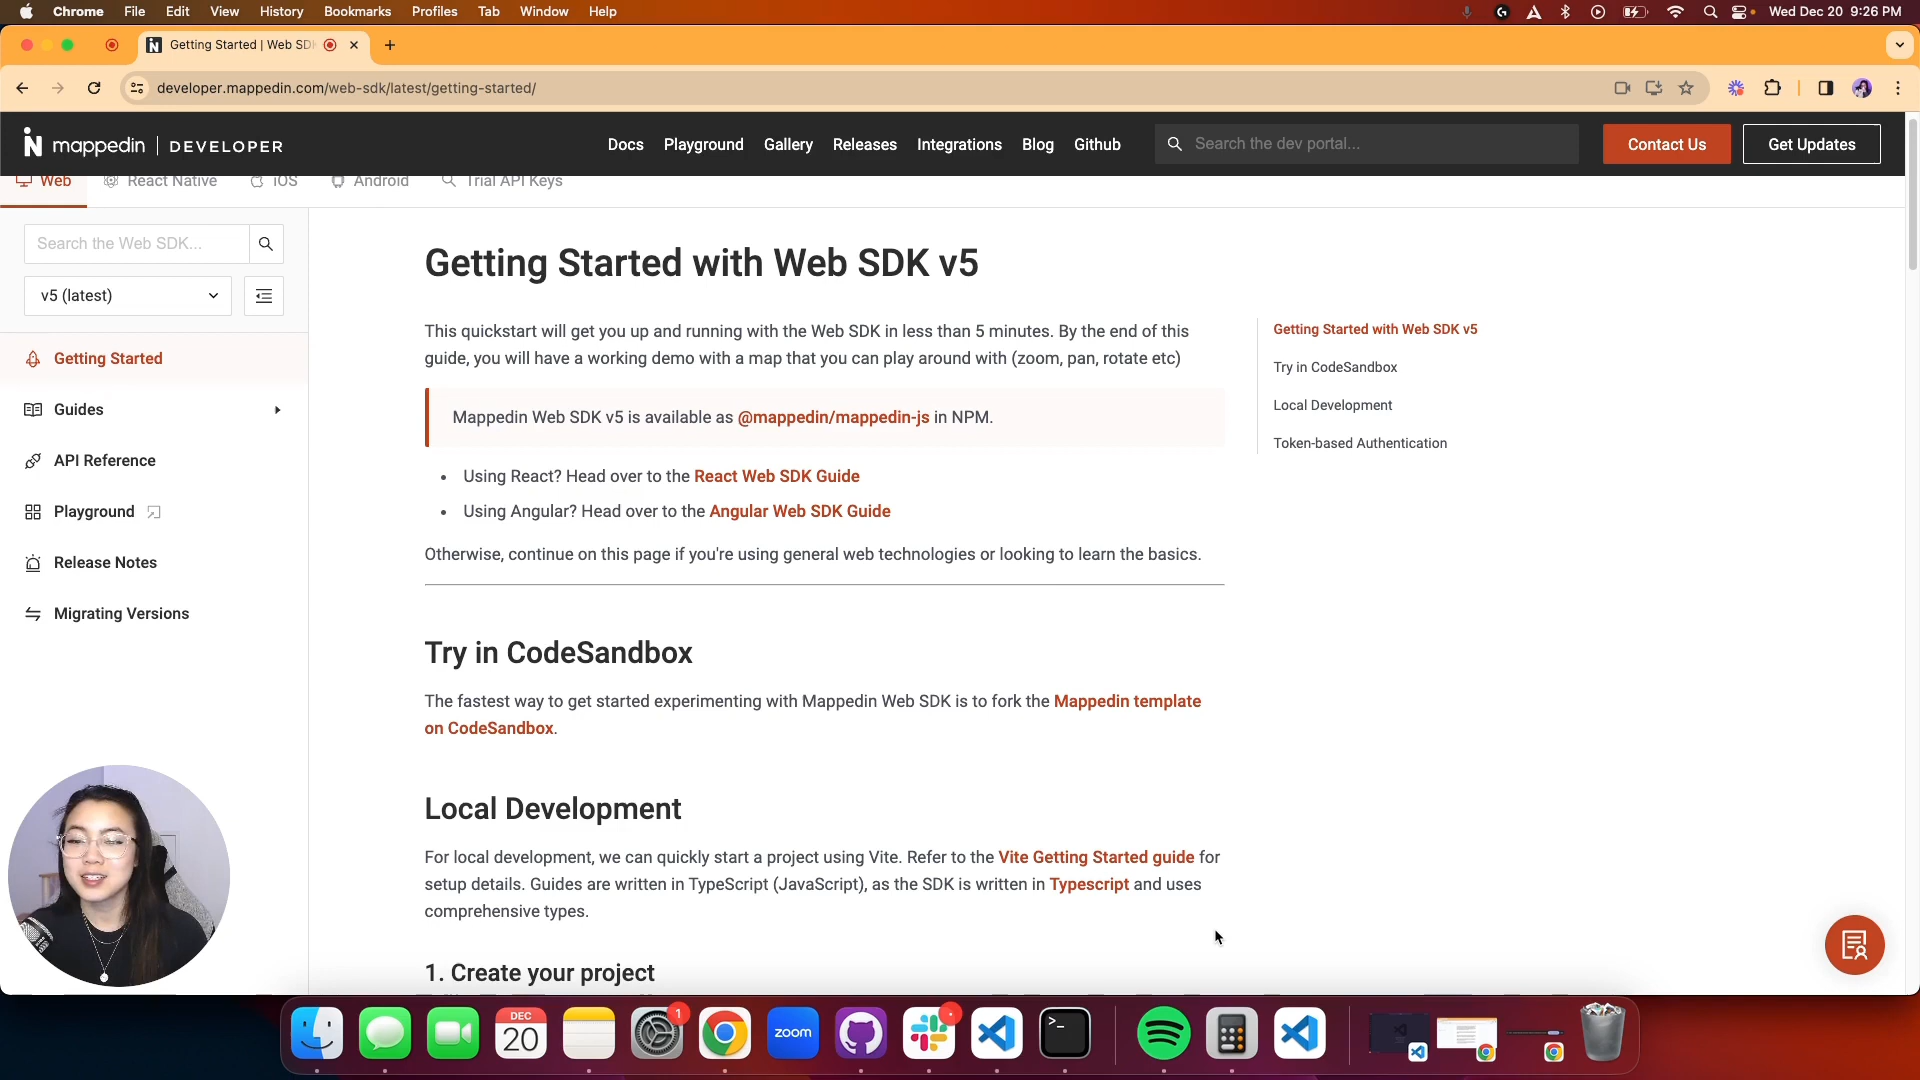 Chrome File Edit View History Bookmarks Profiles Tab Window Help
Wed Dec 20 9:26 PM
Getting Started | Web SD
developer.mappedin.com/web-sdk/latest/getting-started/
mappedin | DEVELOPER
Docs Playground Gallery Releases Integrations Blog Github
Search the dev portal...
Contact Us
Get Updates
Web React Native iOS Android Trial API Keys
Search the Web SDK...
v5 (latest)
Getting Started
Guides
API Reference
Playground
Release Notes
Migrating Versions
Getting Started with Web SDK v5
This quickstart will get you up and running with the Web SDK in less than 5 minutes. By the end of this
guide, you will have a working demo with a map that you can play around with (zoom, pan, rotate etc)
Mappedin Web SDK v5 is available as @mappedin/mappedin-js in NPM.
• Using React? Head over to the React Web SDK Guide
• Using Angular? Head over to the Angular Web SDK Guide
Otherwise, continue on this page if you're using general web technologies or looking to learn the basics.
Try in CodeSandbox
The fastest way to get started experimenting with Mappedin Web SDK is to fork the Mappedin template
on CodeSandbox.
Local Development
For local development, we can quickly start a project using Vite. Refer to the Vite Getting Started guide for
setup details. Guides are written in TypeScript (JavaScript), as the SDK is written in Typescript and uses
comprehensive types.
1. Create your project
Getting Started with Web SDK v5
Try in CodeSandbox
Local Development
Token-based Authentication
DEC
20
1
zoom
>_